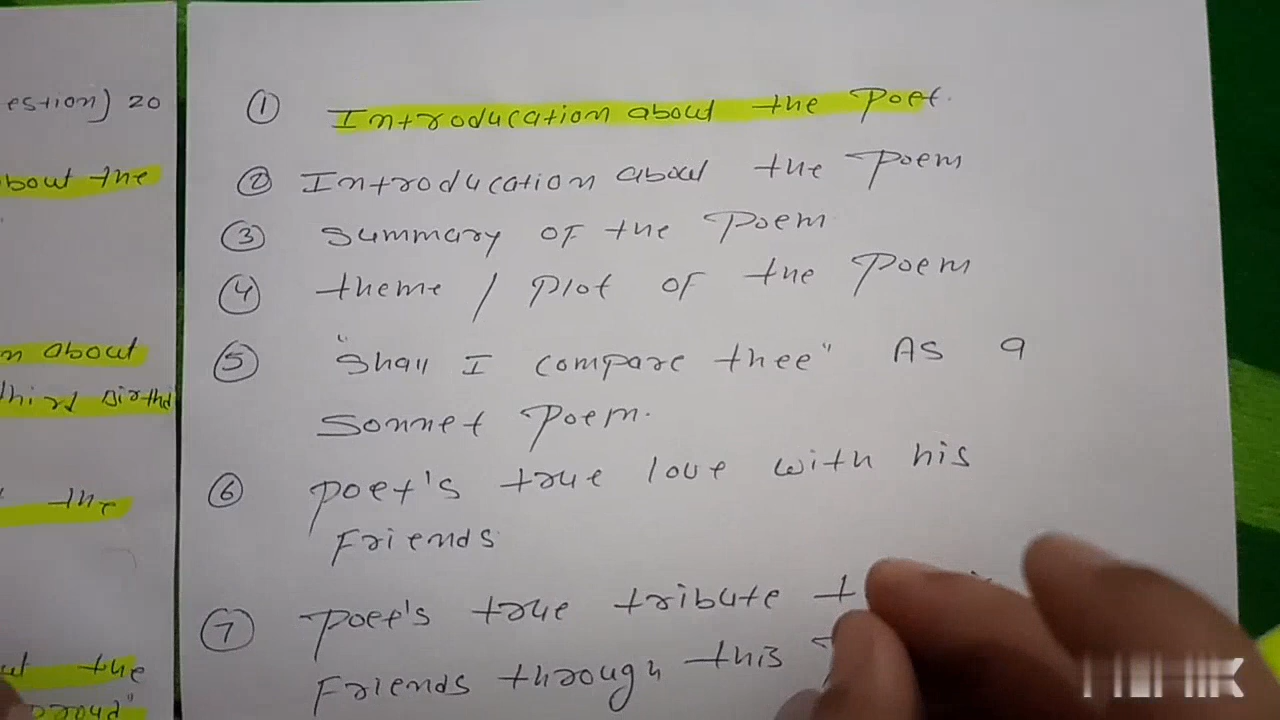 estion) 20
bout the
n about
third Birthd
the
ut the
proud"
① Introducation about the Poet.
② Introducation about the Poem
③ summary of the Poem
④ theme / Plot of the Poem
⑤ "Shall I compare thee" As a
Sonnet Poem.
⑥ Poet's true love with his
Friends
⑦ Poet's true tribute
Friends through this